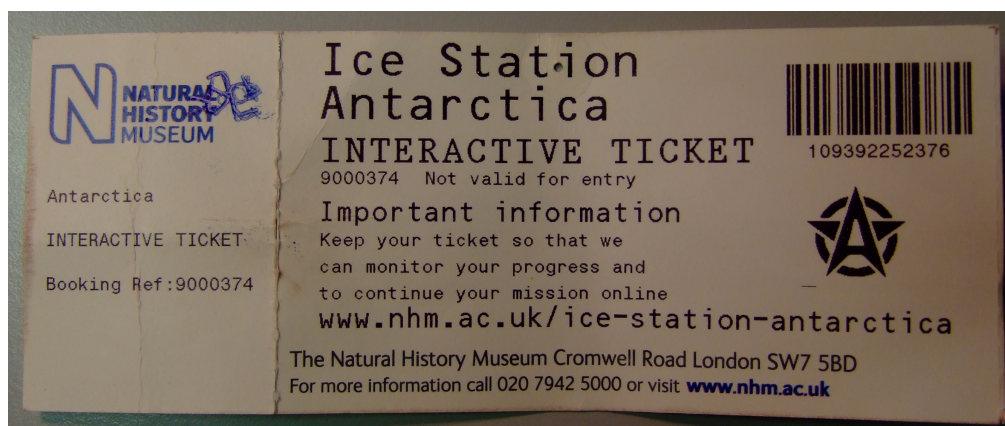 NATURAL
HISTORY
MUSEUM
Antarctica
INTERACTIVE TICKET
Booking Ref:9000374
Ice Station
Antarctica
INTERACTIVE TICKET
9000374 Not valid for entry
Important information
Keep your ticket so that we
can monitor your progress and
to continue your mission online
www.nhm.ac.uk/ice-station-antarctica
The Natural History Museum Cromwell Road London SW7 5BD
For more information call 020 7942 5000 or visit www.nhm.ac.uk
109392252376
A